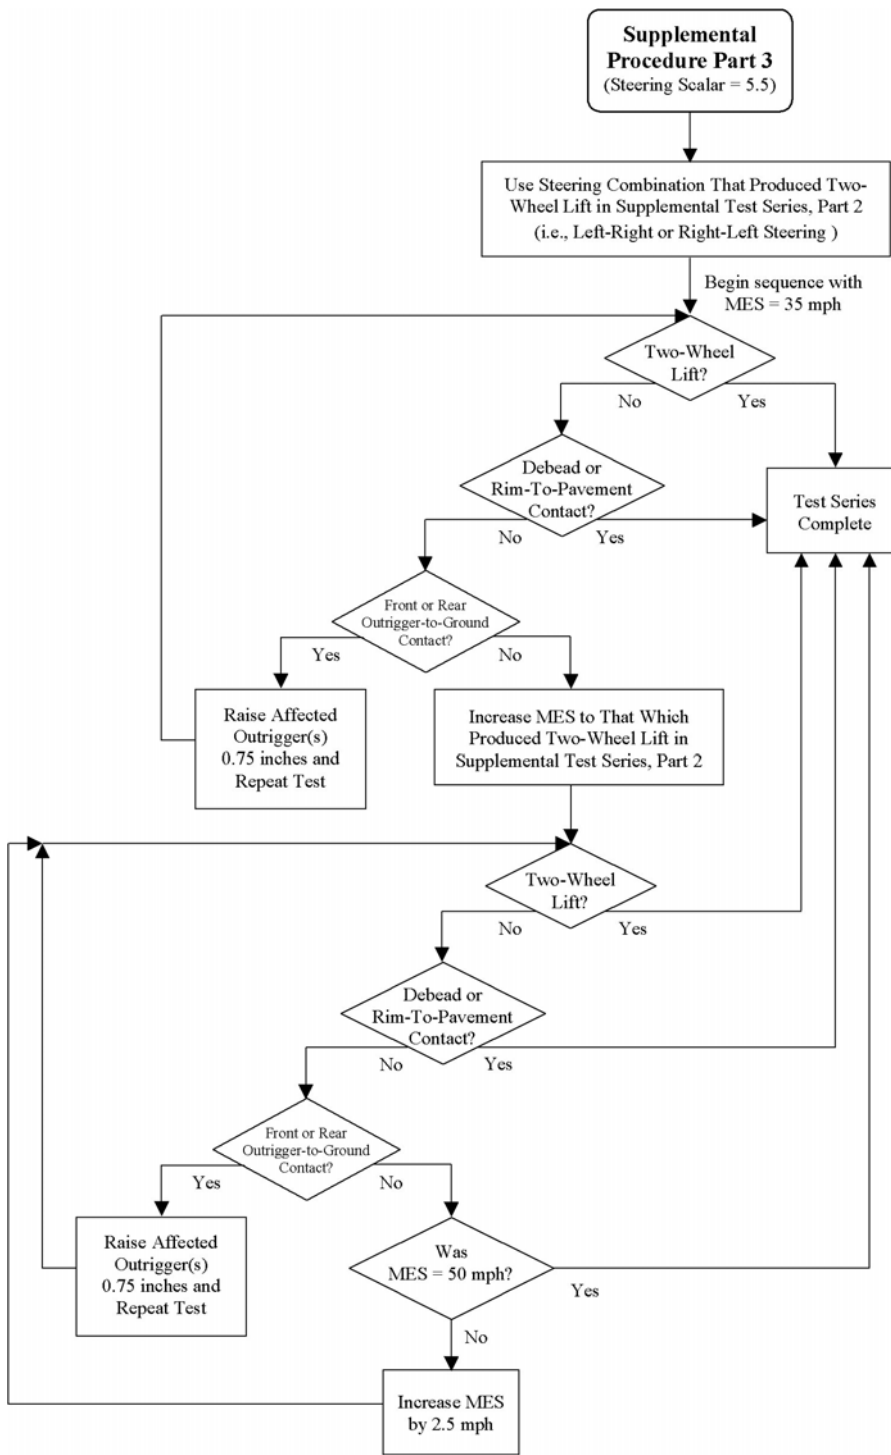 Supplemental
Procedure Part 3
(Steering Scalar = 5.5)
Use Steering Combination That Produced Two-
Wheel Lift in Supplemental Test Series, Part 2
(i.e., Left-Right or Right-Left Steering )
Begin sequence with
MES = 35 mph
Two-Wheel
Lift?
No
Yes
Debead or
Rim-To-Pavement
Contact?
No
Yes
Test Series
Complete
Front or Rear
Outrigger-to-Ground
Contact?
Yes
No
Raise Affected
Outrigger(s)
0.75 inches and
Repeat Test
Increase MES to That Which
Produced Two-Wheel Lift in
Supplemental Test Series, Part 2
Two-Wheel
Lift?
No
Yes
Debead or
Rim-To-Pavement
Contact?
No
Yes
Front or Rear
Outrigger-to-Ground
Contact?
Yes
No
Raise Affected
Outrigger(s)
0.75 inches and
Repeat Test
Was
MES = 50 mph?
Yes
No
Increase MES
by 2.5 mph